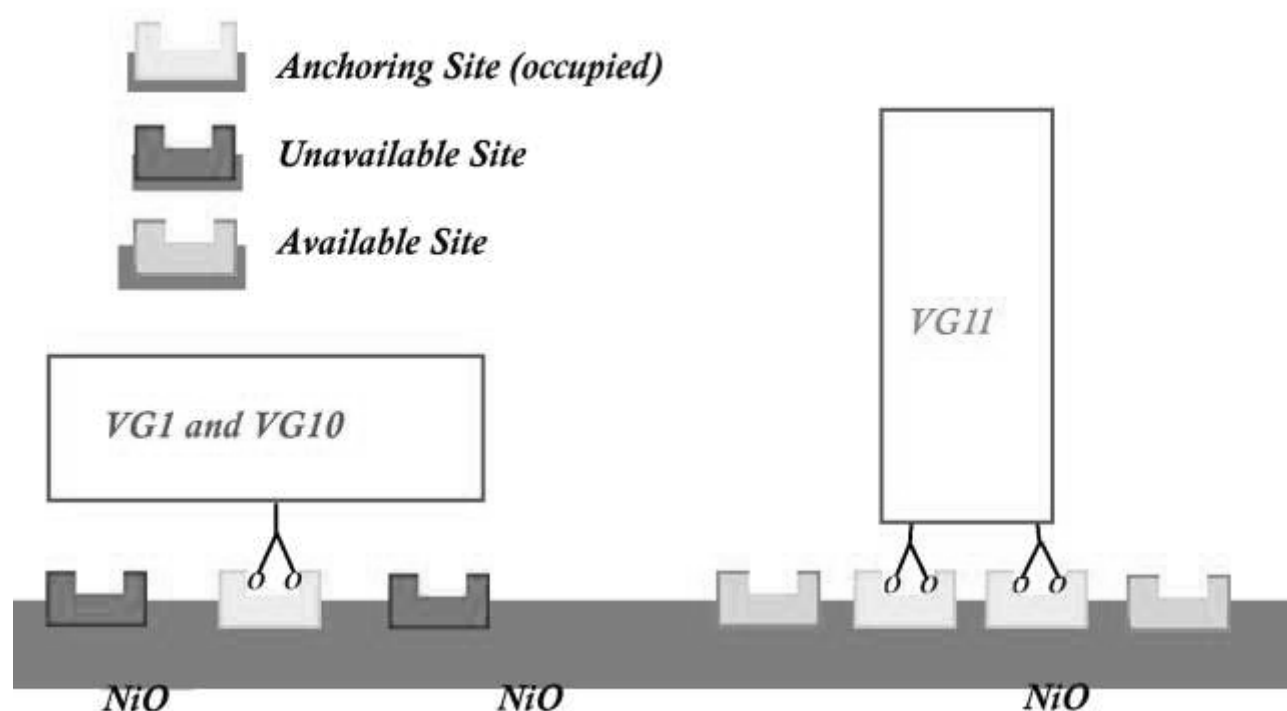 Anchoring Site (occupied)
Unavailable Site
Available Site
VG11
VG1 and VG10
O O
O O O O
NiO NiO NiO